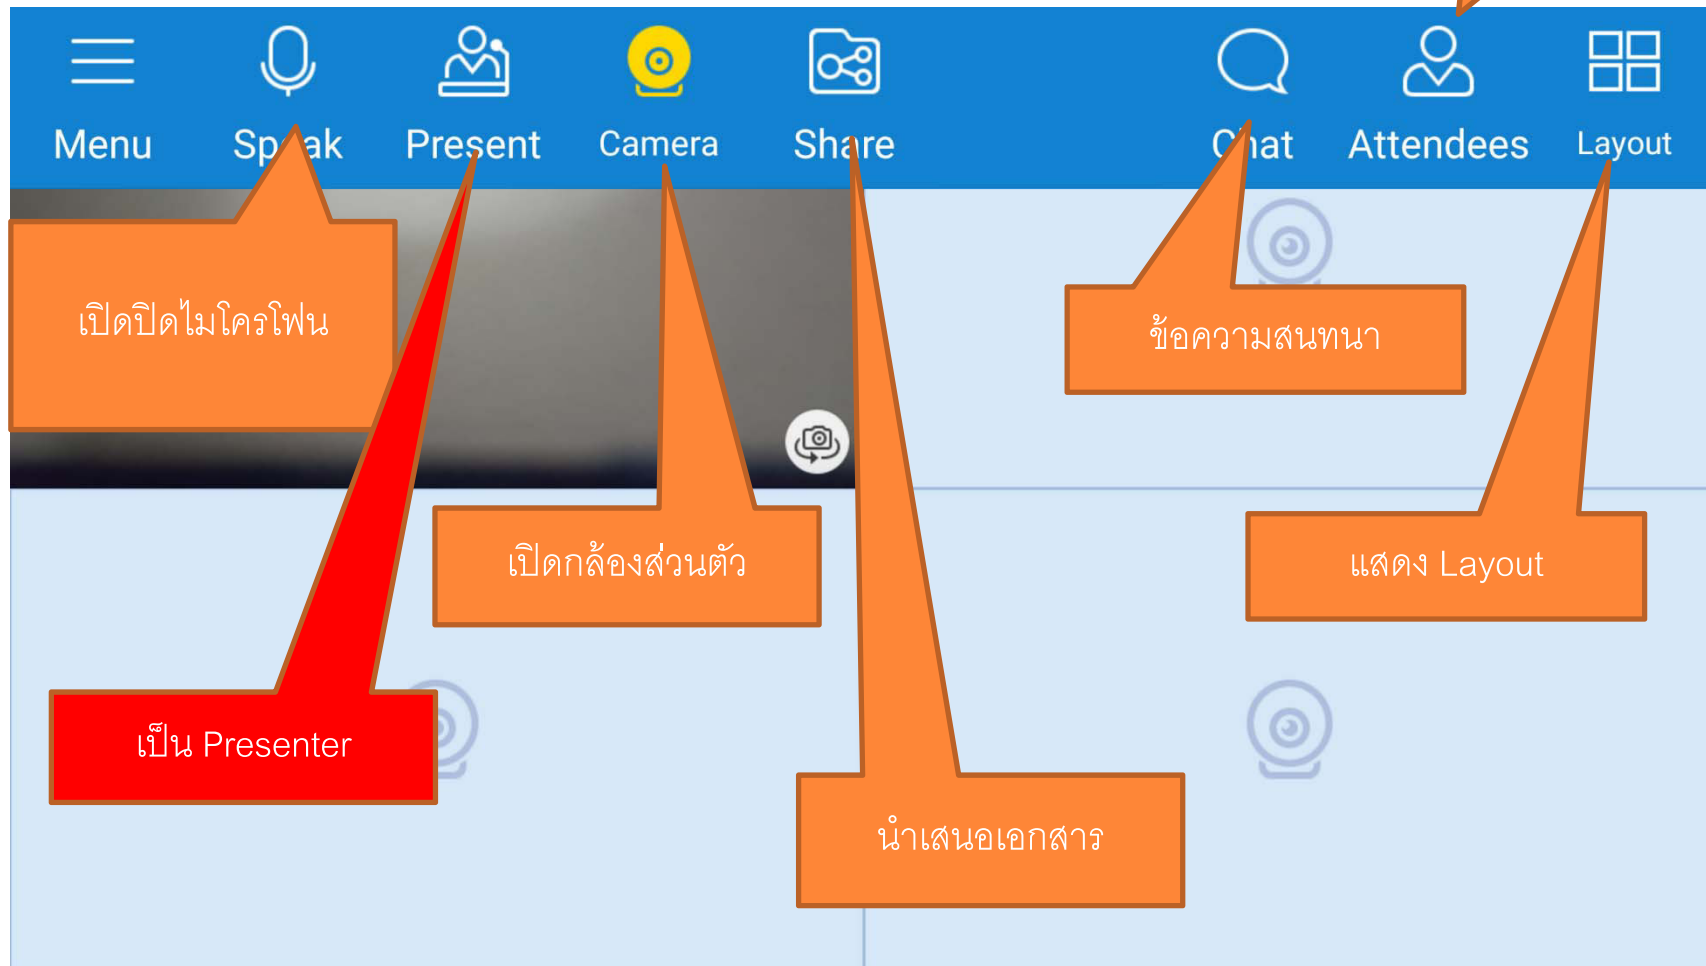 Menu
Speak
Present
Camera
Share
Chat
Attendees
Layout
เปิดปิดไมโครโฟน
ข้อความสนทนา
เปิดกล้องส่วนตัว
แสดง Layout
เป็น Presenter
นำเสนอเอกสาร